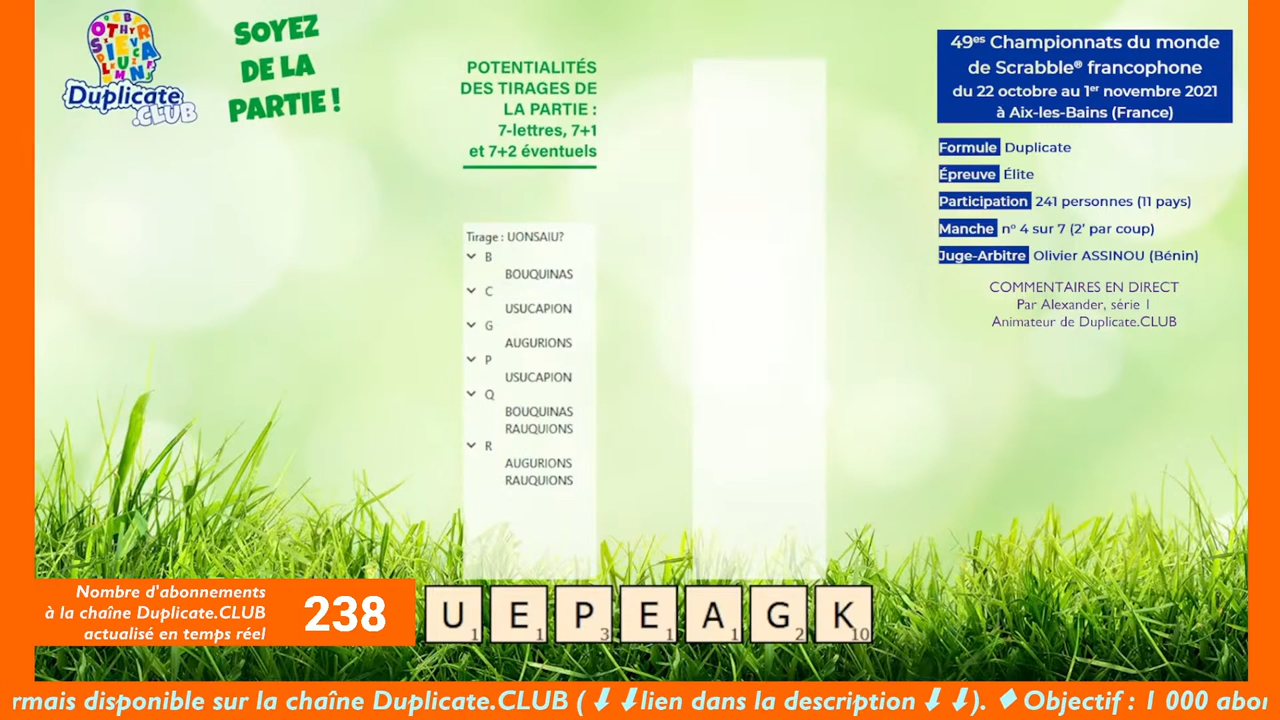 Duplicate
.CLUB
SOYEZ
DE LA
PARTIE !
POTENTIALITÉS
DES TIRAGES DE
LA PARTIE :
7-lettres, 7+1
et 7+2 éventuels
Tirage : UONSAIU?
B
BOUQUINAS
C
USUCAPION
G
AUGURIONS
P
USUCAPION
Q
BOUQUINAS
RAUQUIONS
R
AUGURIONS
RAUQUIONS
49es Championnats du monde
de Scrabble® francophone
du 22 octobre au 1er novembre 2021
à Aix-les-Bains (France)
Formule Duplicate
Épreuve Élite
Participation 241 personnes (11 pays)
Manche n° 4 sur 7 (2' par coup)
Juge-Arbitre Olivier ASSINOU (Bénin)
COMMENTAIRES EN DIRECT
Par Alexander, série 1
Animateur de Duplicate.CLUB
Nombre d'abonnements
à la chaîne Duplicate.CLUB
actualisé en temps réel
238
U1 E1 P3 E1 A1 G2 K10
rmais disponible sur la chaîne Duplicate.CLUB (⬇⬇lien dans la description ⬇⬇). ♦ Objectif : 1 000 abon